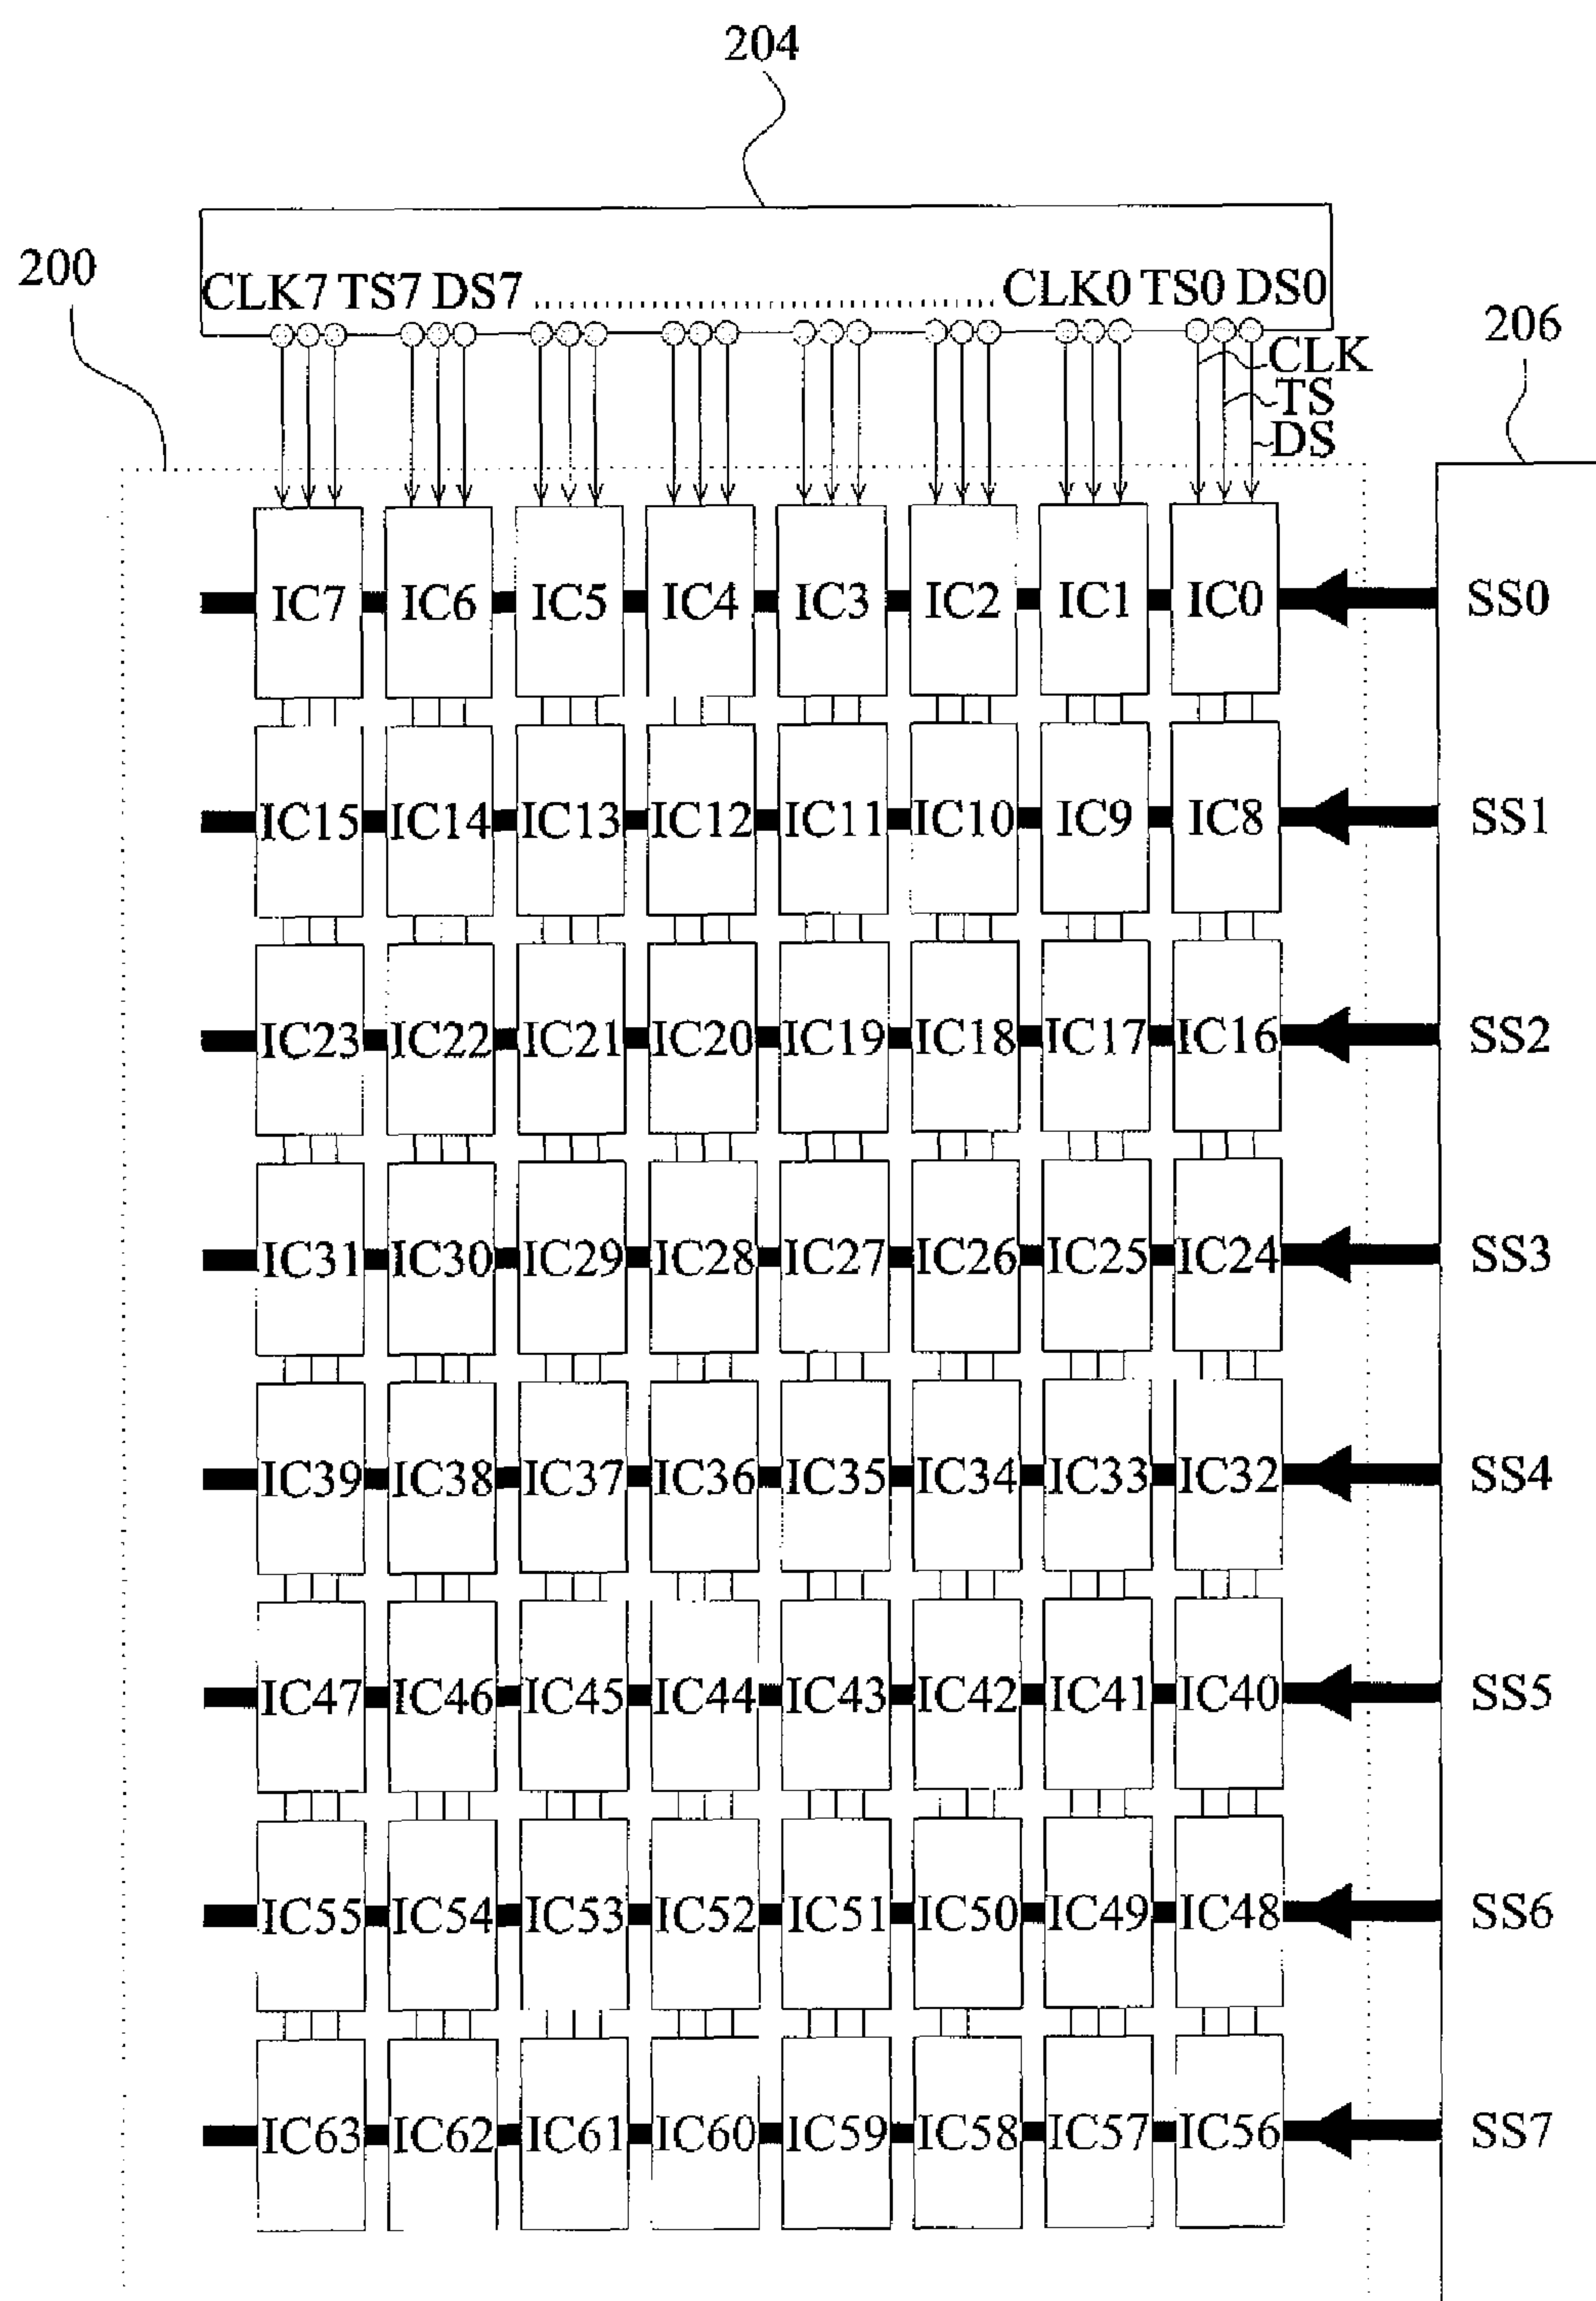 204
200
CLK7 TS7 DS7 CLK0 TS0 DS0
206
CLK
TS
DS
IC7 IC6 IC5 IC4 IC3 IC2 IC1 IC0 SS0
IC15 IC14 IC13 IC12 IC11 IC10 IC9 IC8 SS1
IC23 IC22 IC21 IC20 IC19 IC18 IC17 IC16 SS2
IC31 IC30 IC29 IC28 IC27 IC26 IC25 IC24 SS3
IC39 IC38 IC37 IC36 IC35 IC34 IC33 IC32 SS4
IC47 IC46 IC45 IC44 IC43 IC42 IC41 IC40 SS5
IC55 IC54 IC53 IC52 IC51 IC50 IC49 IC48 SS6
IC63 IC62 IC61 IC60 IC59 IC58 IC57 IC56 SS7